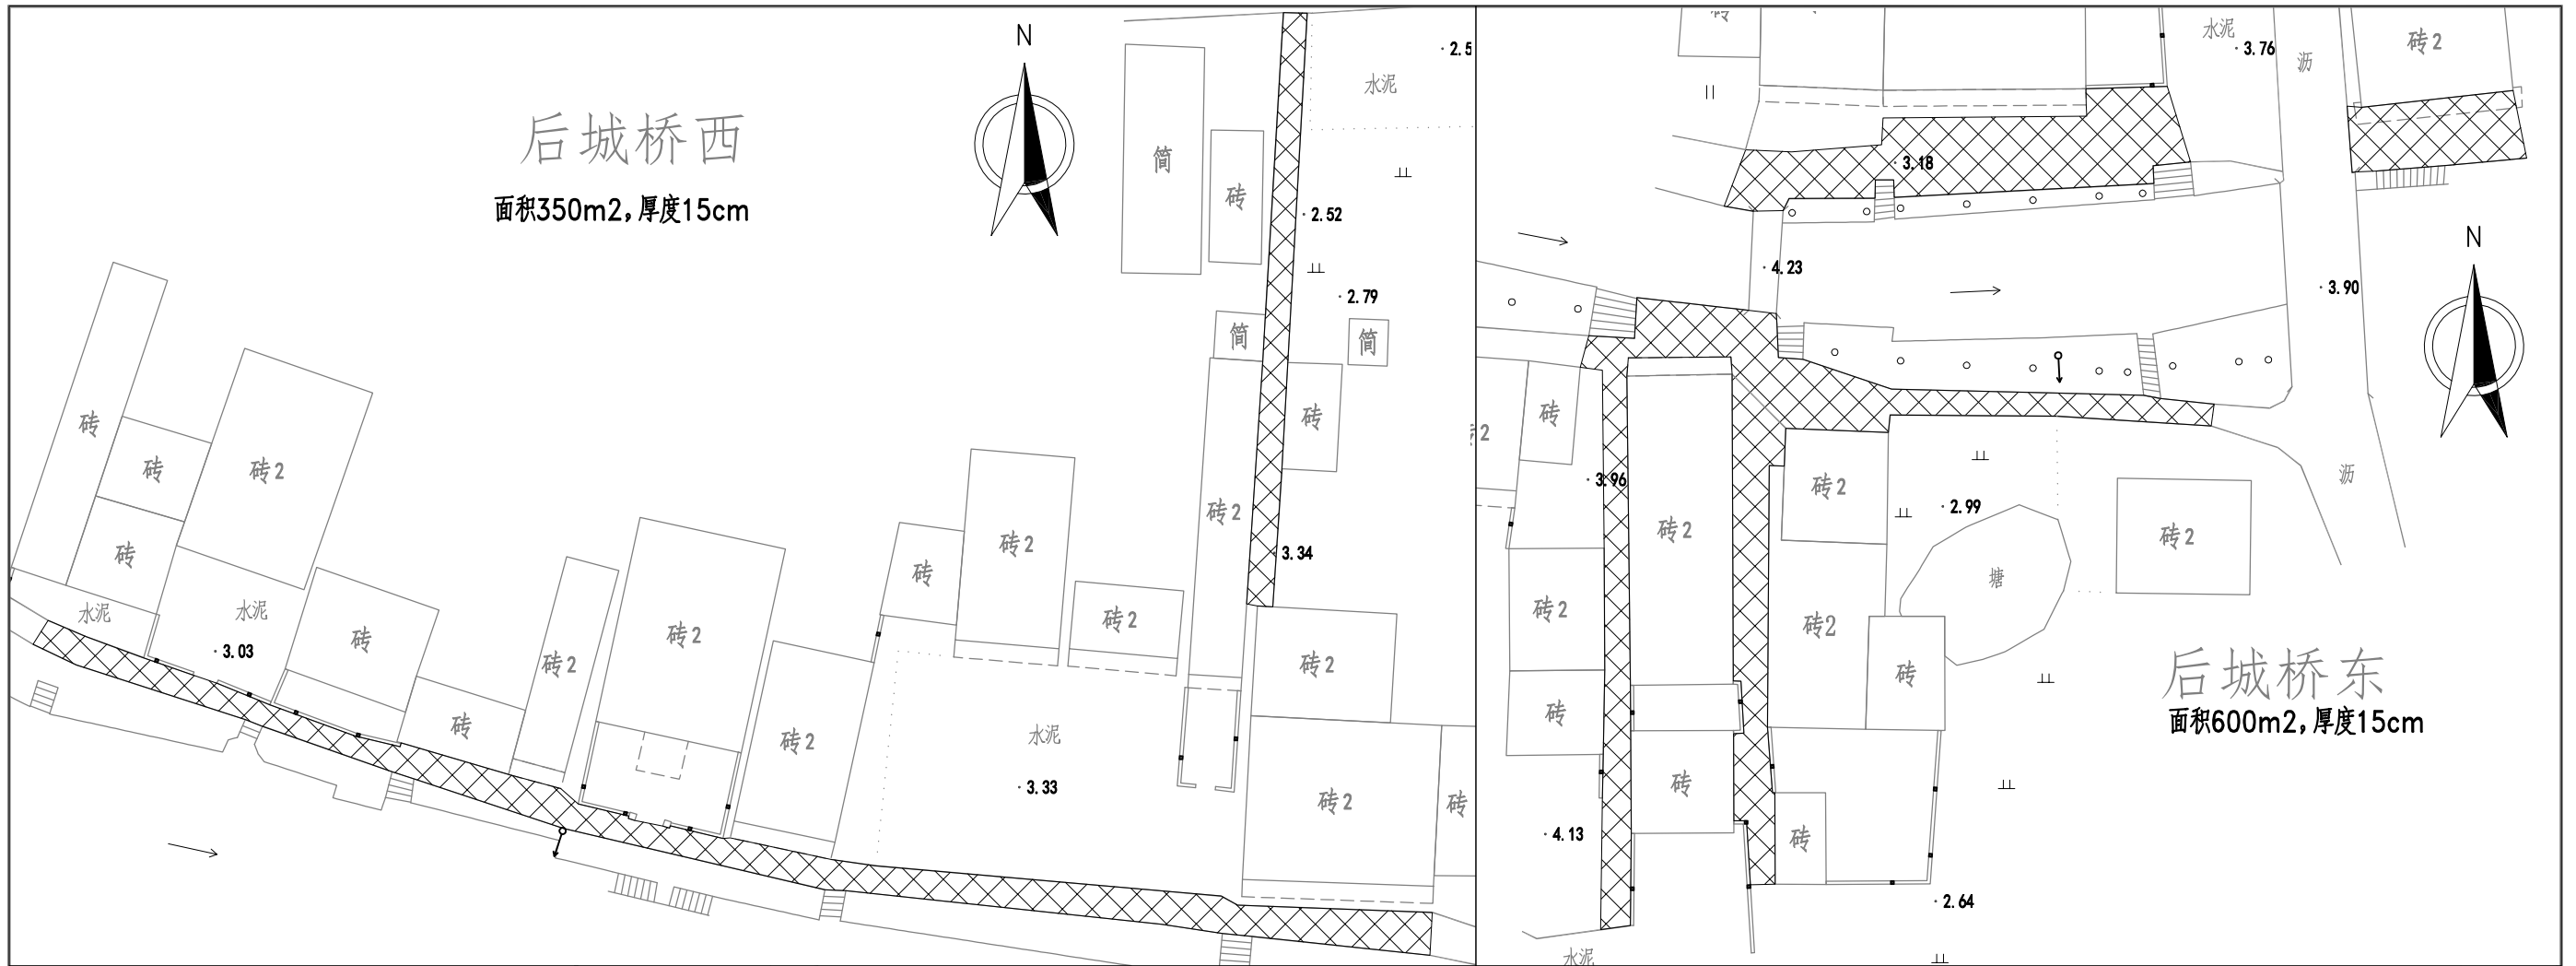 N
2.5
水泥
后城桥西
面积350m2,厚度15cm
简
砖
2.52
2.79
简
简
砖
砖
砖
砖2
砖2
砖
砖2
砖
3.34
砖
砖2
水泥
水泥
砖
砖2
砖2
砖2
3.03
砖2
砖
砖2
水泥
3.33
砖2
砖
砖
水泥
3.76
沥
砖2
3.18
N
4.23
3.90
砖
2
3.96
砖2
砖2
2.99
砖2
沥
塘
砖2
砖2
砖
后城桥东
面积600m2,厚度15cm
砖
砖
砖
4.13
2.64
水泥